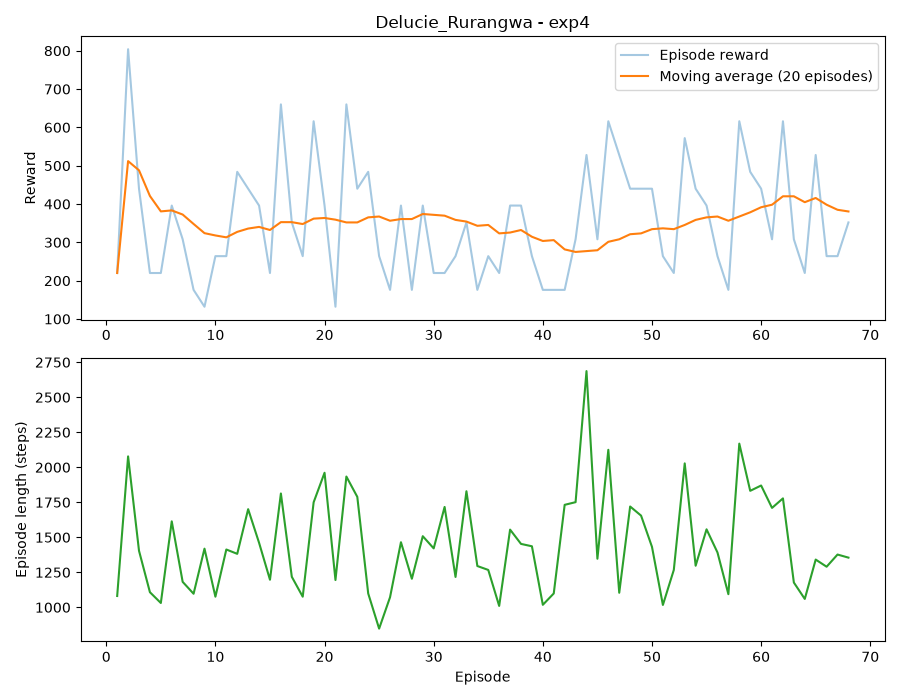 Delucie_Rurangwa - exp4
Episode reward
Moving average (20 episodes)
Reward
800
700
600
500
400
300
200
100
0 10 20 30 40 50 60 70
Episode length (steps)
2750
2500
2250
2000
1750
1500
1250
1000
0 10 20 30 40 50 60 70
Episode